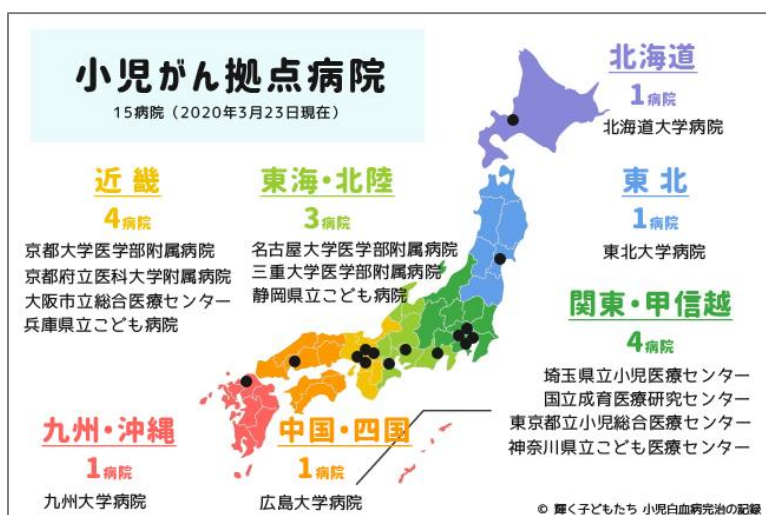 小児がん拠点病院
15病院（2020年3月23日現在）
北海道
1病院
北海道大学病院
近畿
4病院
京都大学医学部附属病院
京都府立医科大学附属病院
大阪市立総合医療センター
兵庫県立こども病院
東海・北陸
3病院
名古屋大学医学部附属病院
三重大学医学部附属病院
静岡県立こども病院
東北
1病院
東北大学病院
関東・甲信越
4病院
埼玉県立小児医療センター
国立成育医療研究センター
東京都立小児総合医療センター
神奈川県立こども医療センター
九州・沖縄
1病院
九州大学病院
中国・四国
1病院
広島大学病院
© 輝く子どもたち 小児白血病完治の記録